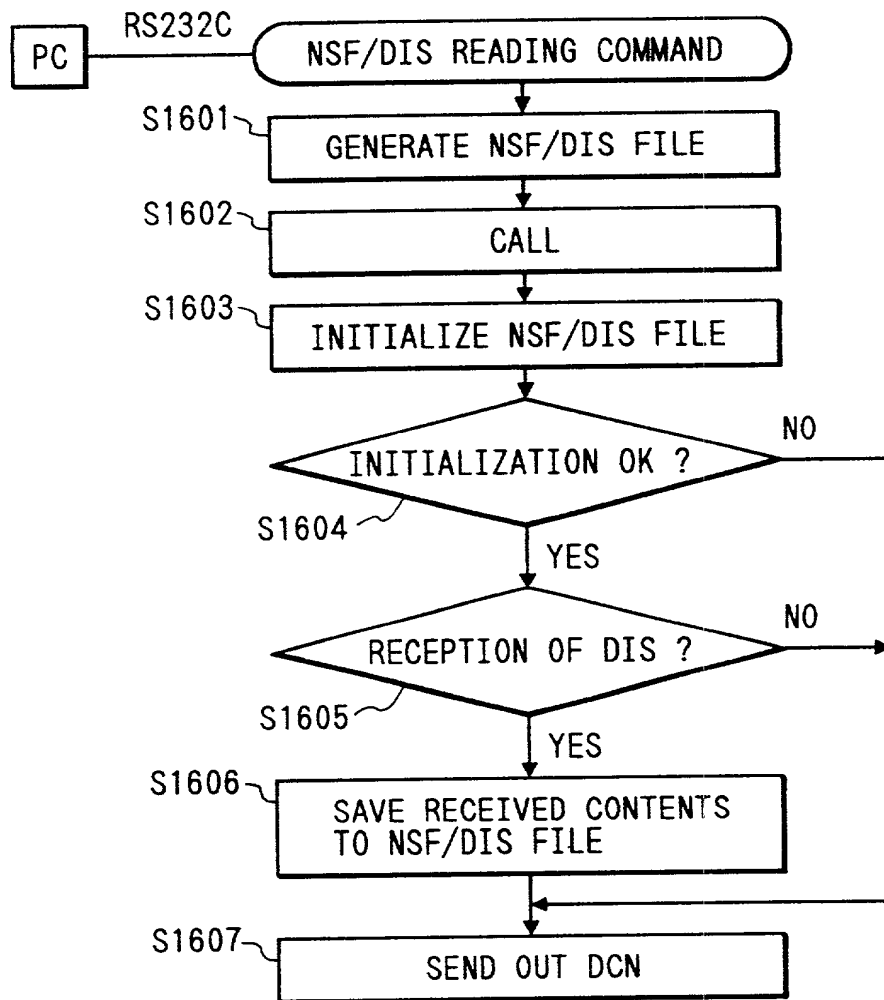 RS232C
PC
NSF/DIS READING COMMAND
S1601
GENERATE NSF/DIS FILE
S1602
CALL
S1603
INITIALIZE NSF/DIS FILE
NO
INITIALIZATION OK ?
S1604
YES
NO
RECEPTION OF DIS ?
S1605
YES
S1606
SAVE RECEIVED CONTENTS
TO NSF/DIS FILE
S1607
SEND OUT DCN